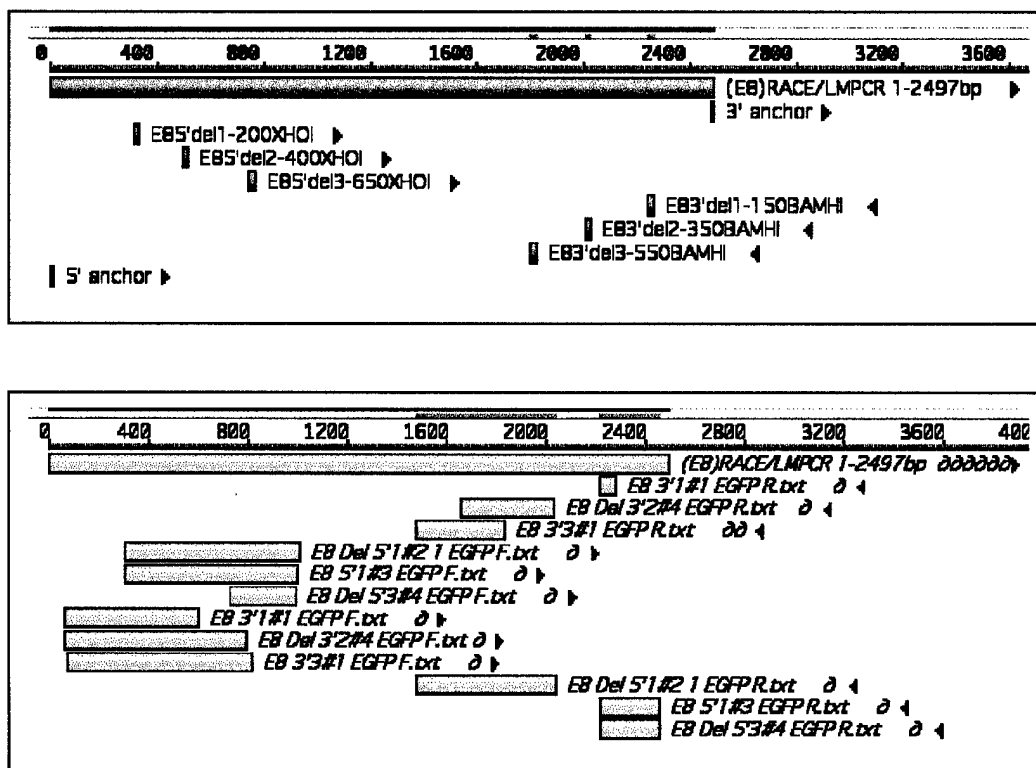 0 400 800 1200 1600 2000 2400 2800 3200 3600
(E8)RACE/LMPCR 1-2497bp
3' anchor
E85'del1-200XHOI
E85'del2-400XHOI
E85'del3-650XHOI
E83'del1-150BAMHI
E83'del2-350BAMHI
E83'del3-550BAMHI
5' anchor
0 400 800 1200 1600 2000 2400 2800 3200 3600 400
(E8)RACE/LMPCR 1-2497bp ∂∂∂∂∂∂
E8 3'1#1 EGFP R.txt ∂
E8 Del 3'2#4 EGFP R.txt ∂
E8 3'3#1 EGFP R.txt ∂∂
E8 Del 5'1#2 1 EGFP F.txt ∂
E8 5'1#3 EGFP F.txt ∂
E8 Del 5'3#4 EGFP F.txt ∂
E8 3'1#1 EGFP F.txt ∂
E8 Del 3'2#4 EGFP F.txt ∂
E8 3'3#1 EGFP F.txt ∂
E8 Del 5'1#2 1 EGFP R.txt ∂
E8 5'1#3 EGFP R.txt ∂
E8 Del 5'3#4 EGFP R.txt ∂